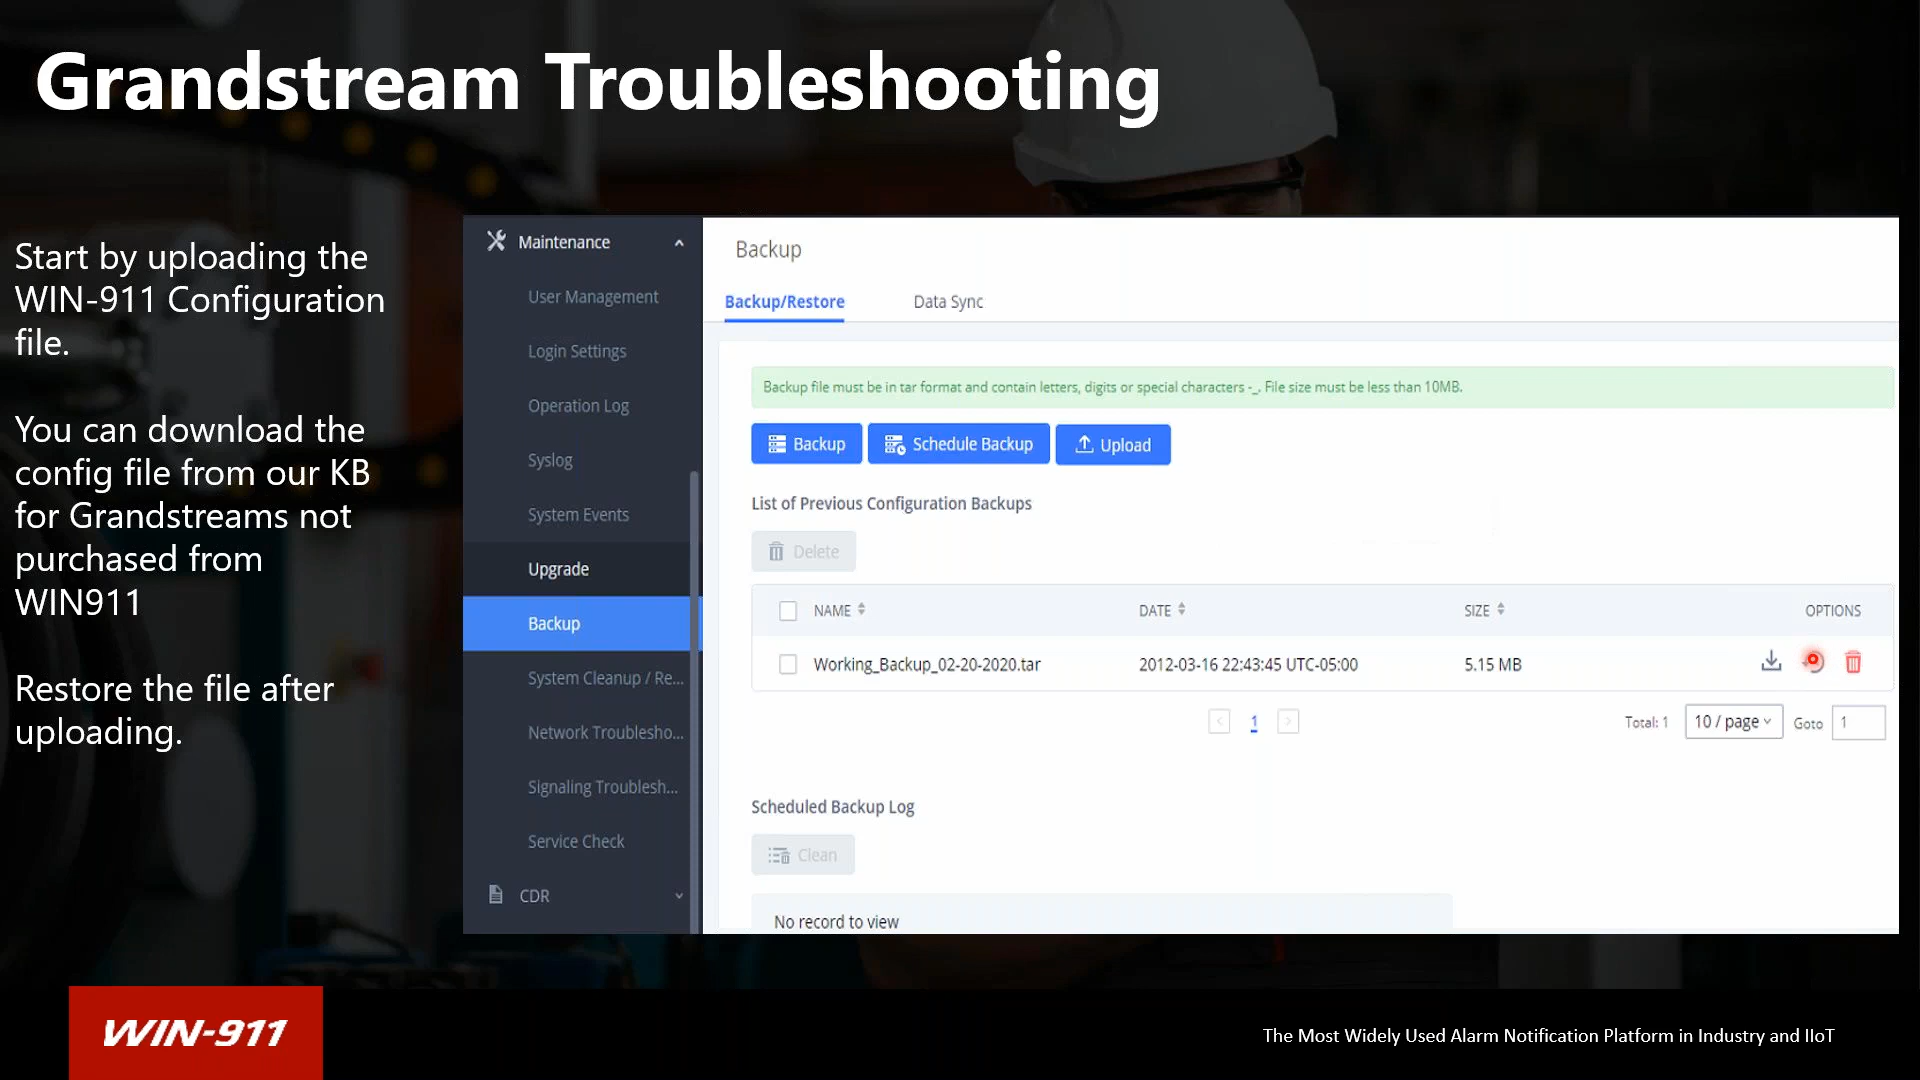 Grandstream Troubleshooting
Start by uploading the
WIN-911 Configuration
file.
You can download the
config file from our KB
for Grandstreams not
purchased from
WIN911
Restore the file after
uploading.
Maintenance
User Management
Login Settings
Operation Log
Syslog
System Events
Upgrade
Backup
System Cleanup / Re...
Network Troublesho...
Signaling Troublesh...
Service Check
CDR
Backup
Backup/Restore Data Sync
Backup file must be in tar format and contain letters, digits or special characters -_. File size must be less than 10MB.
Backup Schedule Backup Upload
List of Previous Configuration Backups
Delete
NAME DATE SIZE OPTIONS
Working_Backup_02-20-2020.tar 2012-03-16 22:43:45 UTC-05:00 5.15 MB
< 1 > Total: 1 10 / page Goto 1
Scheduled Backup Log
Clean
No record to view
WIN-911
The Most Widely Used Alarm Notification Platform in Industry and IIoT